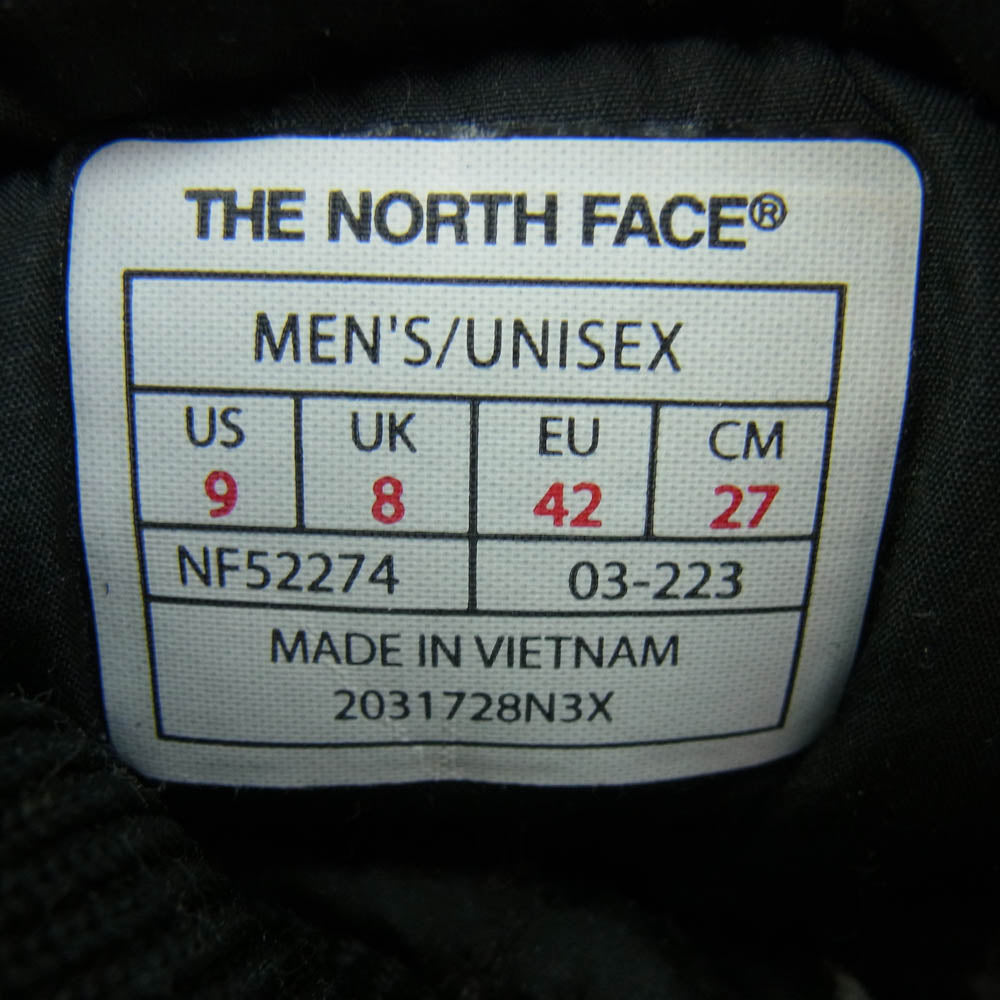 THE NORTH FACE®
MEN'S/UNISEX
US UK EU CM
9 8 42 27
NF52274 03-223
MADE IN VIETNAM
2031728N3X